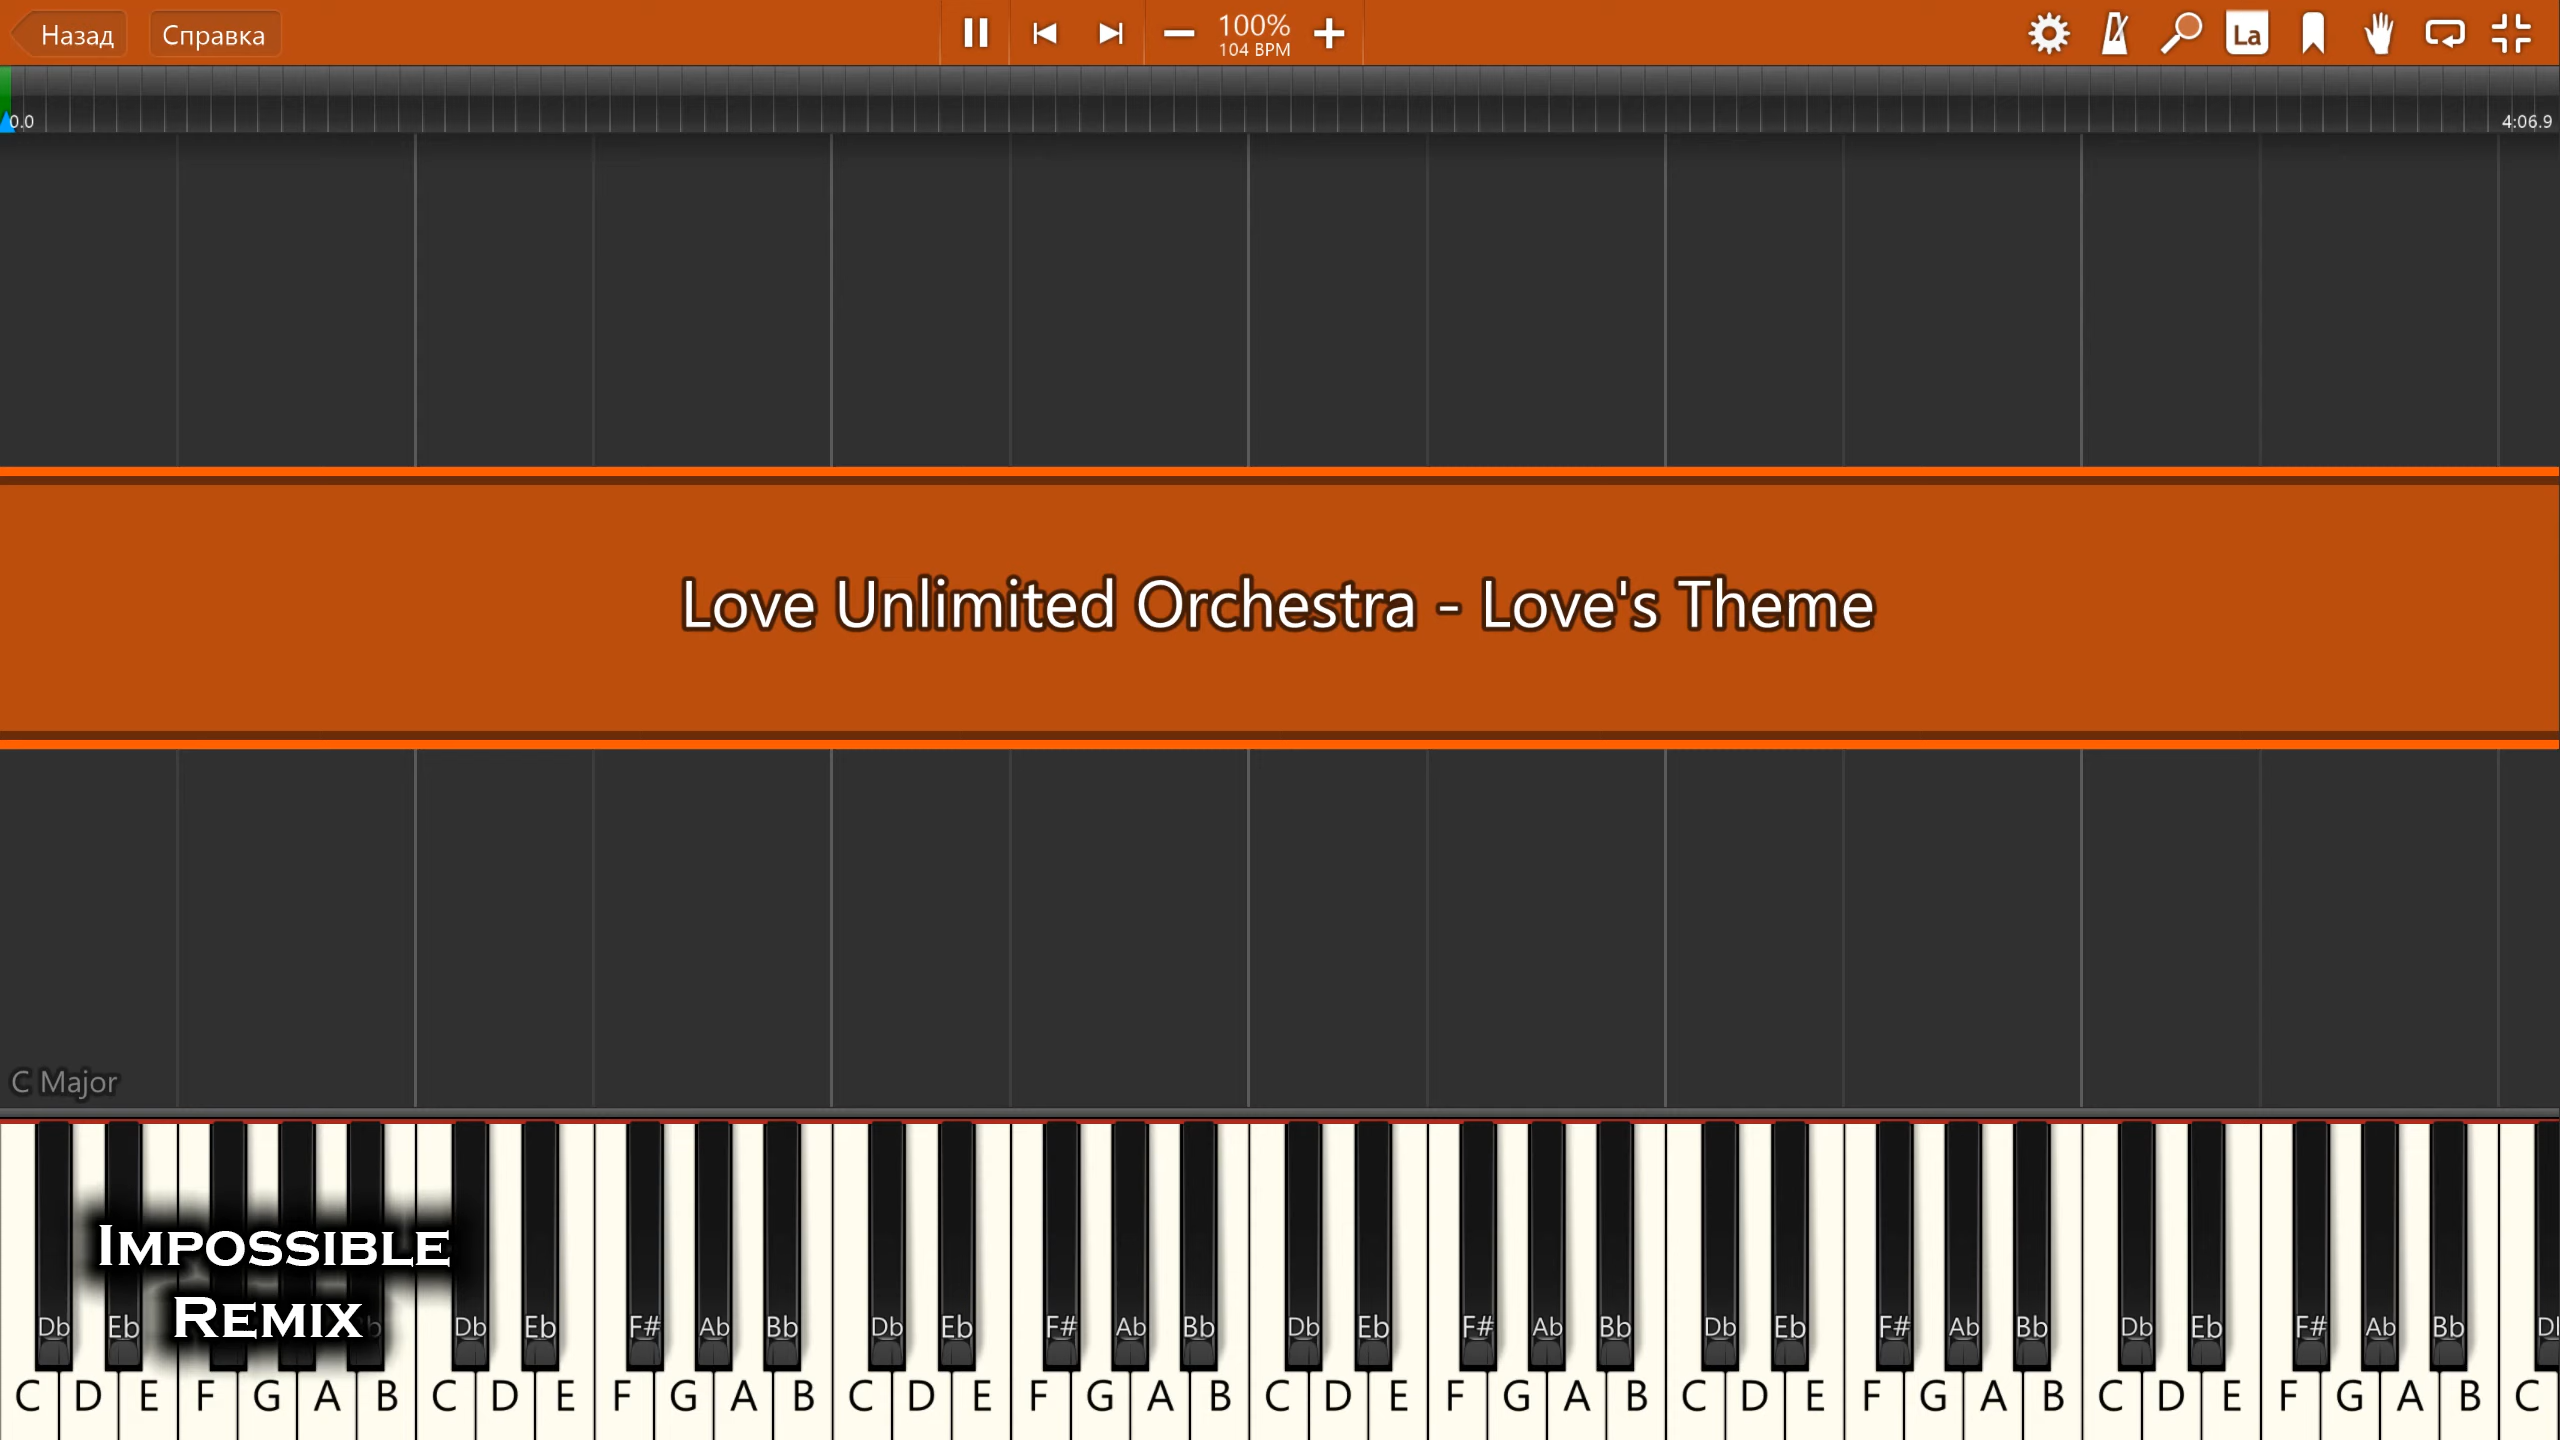 Назад Справка 100% La
104 BPM
0.0 4:06.9
Love Unlimited Orchestra - Love's Theme
C Major
Impossible
Remix
Db Eb Db Eb F# Ab Bb Db Eb F# Ab Bb Db Eb F# Ab Bb Db Eb F# Ab Bb Db Eb F# Ab Bb
C D E F G A B C D E F G A B C D E F G A B C D E F G A B C D E F G A B C D E F G A B C